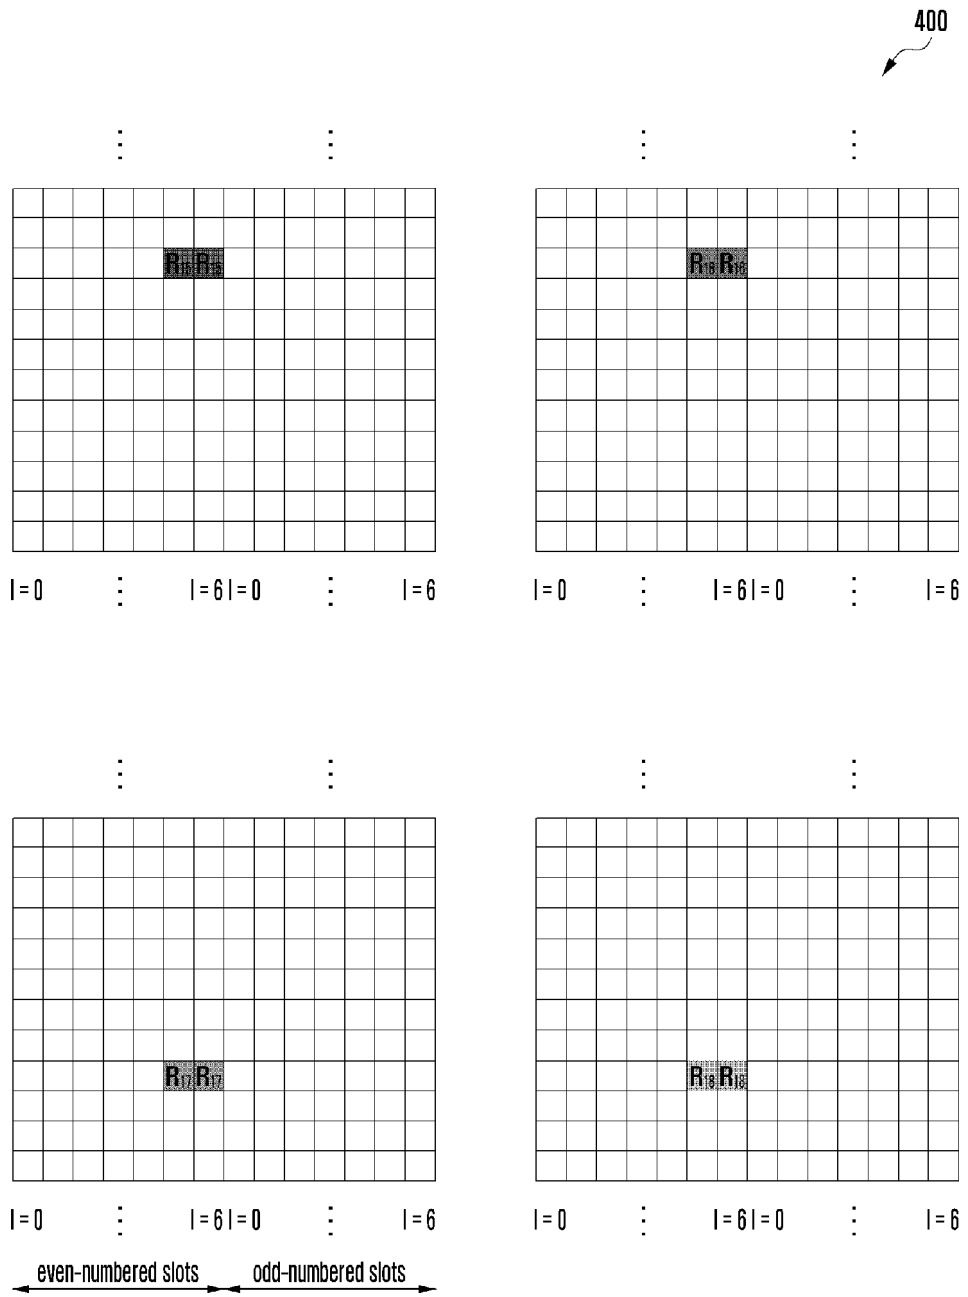 400
R15 R15
R16 R16
l = 0 l = 6 l = 0 l = 6
l = 0 l = 6 l = 0 l = 6
R17 R17
R18 R18
l = 0 l = 6 l = 0 l = 6
l = 0 l = 6 l = 0 l = 6
even-numbered slots odd-numbered slots